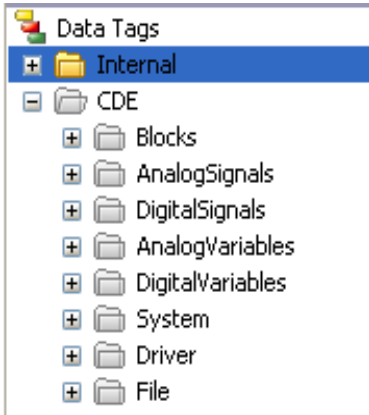 Data Tags
Internal
CDE
Blocks
AnalogSignals
DigitalSignals
AnalogVariables
DigitalVariables
System
Driver
File